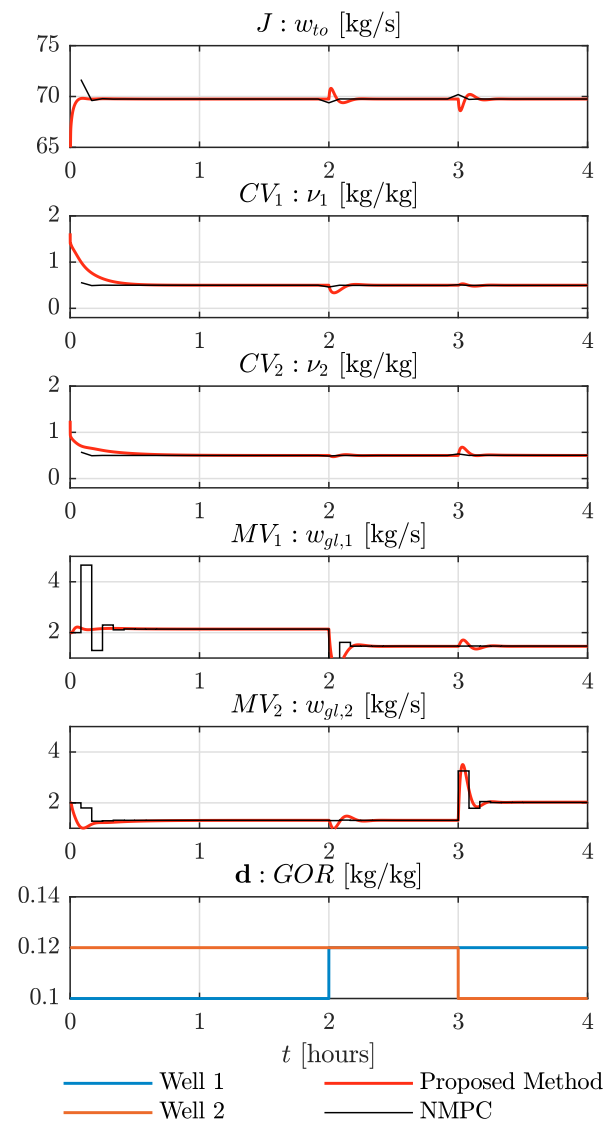 J : w_to [kg/s]
75
70
65
0 1 2 3 4
CV_1 : ν_1 [kg/kg]
2
1
0
0 1 2 3 4
CV_2 : ν_2 [kg/kg]
2
1
0
0 1 2 3 4
MV_1 : w_gl,1 [kg/s]
4
2
0 1 2 3 4
MV_2 : w_gl,2 [kg/s]
4
2
0 1 2 3 4
d : GOR [kg/kg]
0.14
0.12
0.1
0 1 2 3 4
t [hours]
Well 1 Proposed Method
Well 2 NMPC